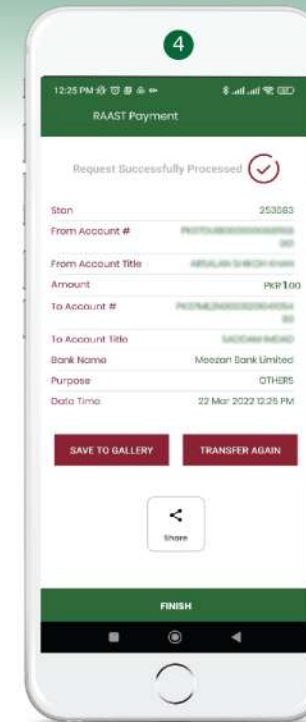 4
12:25 PM
RAAST Payment
Request Successfully Processed
Stan 253683
From Account #
From Account Title
Amount PKR 1.00
To Account #
To Account Title
Bank Name Meezan Bank Limited
Purpose OTHERS
Date Time 22 Mar 2022 12:25 PM
SAVE TO GALLERY TRANSFER AGAIN
Share
FINISH